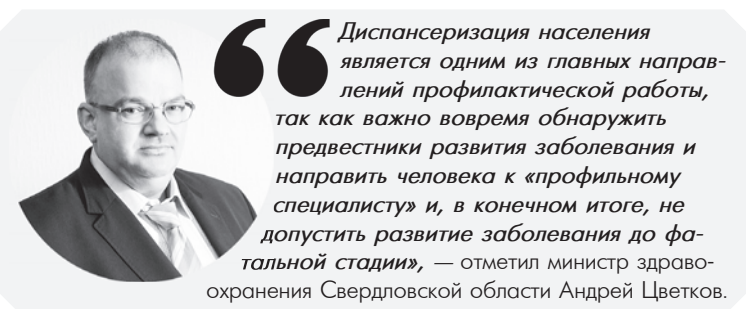 Диспансеризация населения
является одним из главных направ-
лений профилактической работы,
так как важно вовремя обнаружить
предвестники развития заболевания и
направить человека к «профильному
специалисту» и, в конечном итоге, не
допустить развитие заболевания до фа-
тальной стадии», — отметил министр здраво-
охранения Свердловской области Андрей Цветков.